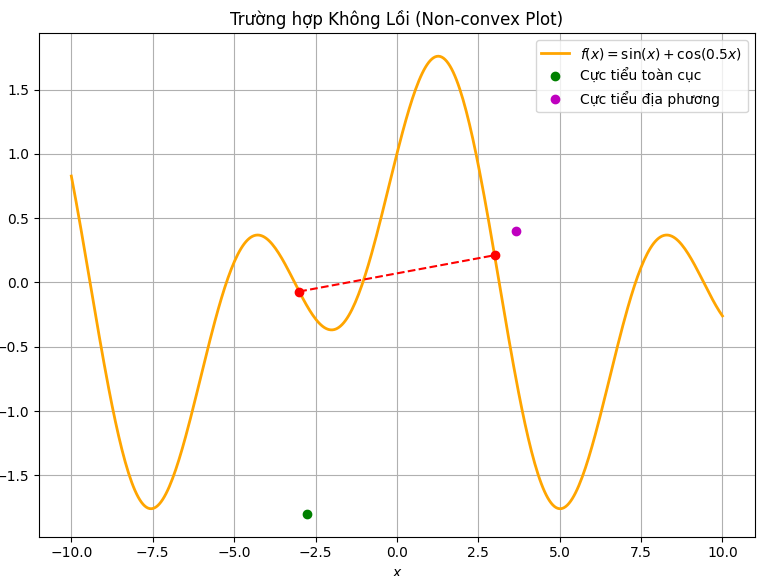 Trường hợp Không Lồi (Non-convex Plot)
f(x) = sin(x) + cos(0.5x)
Cực tiểu toàn cục
Cực tiểu địa phương
1.5
1.0
0.5
0.0
−0.5
−1.0
−1.5
−10.0 −7.5 −5.0 −2.5 0.0 2.5 5.0 7.5 10.0
x